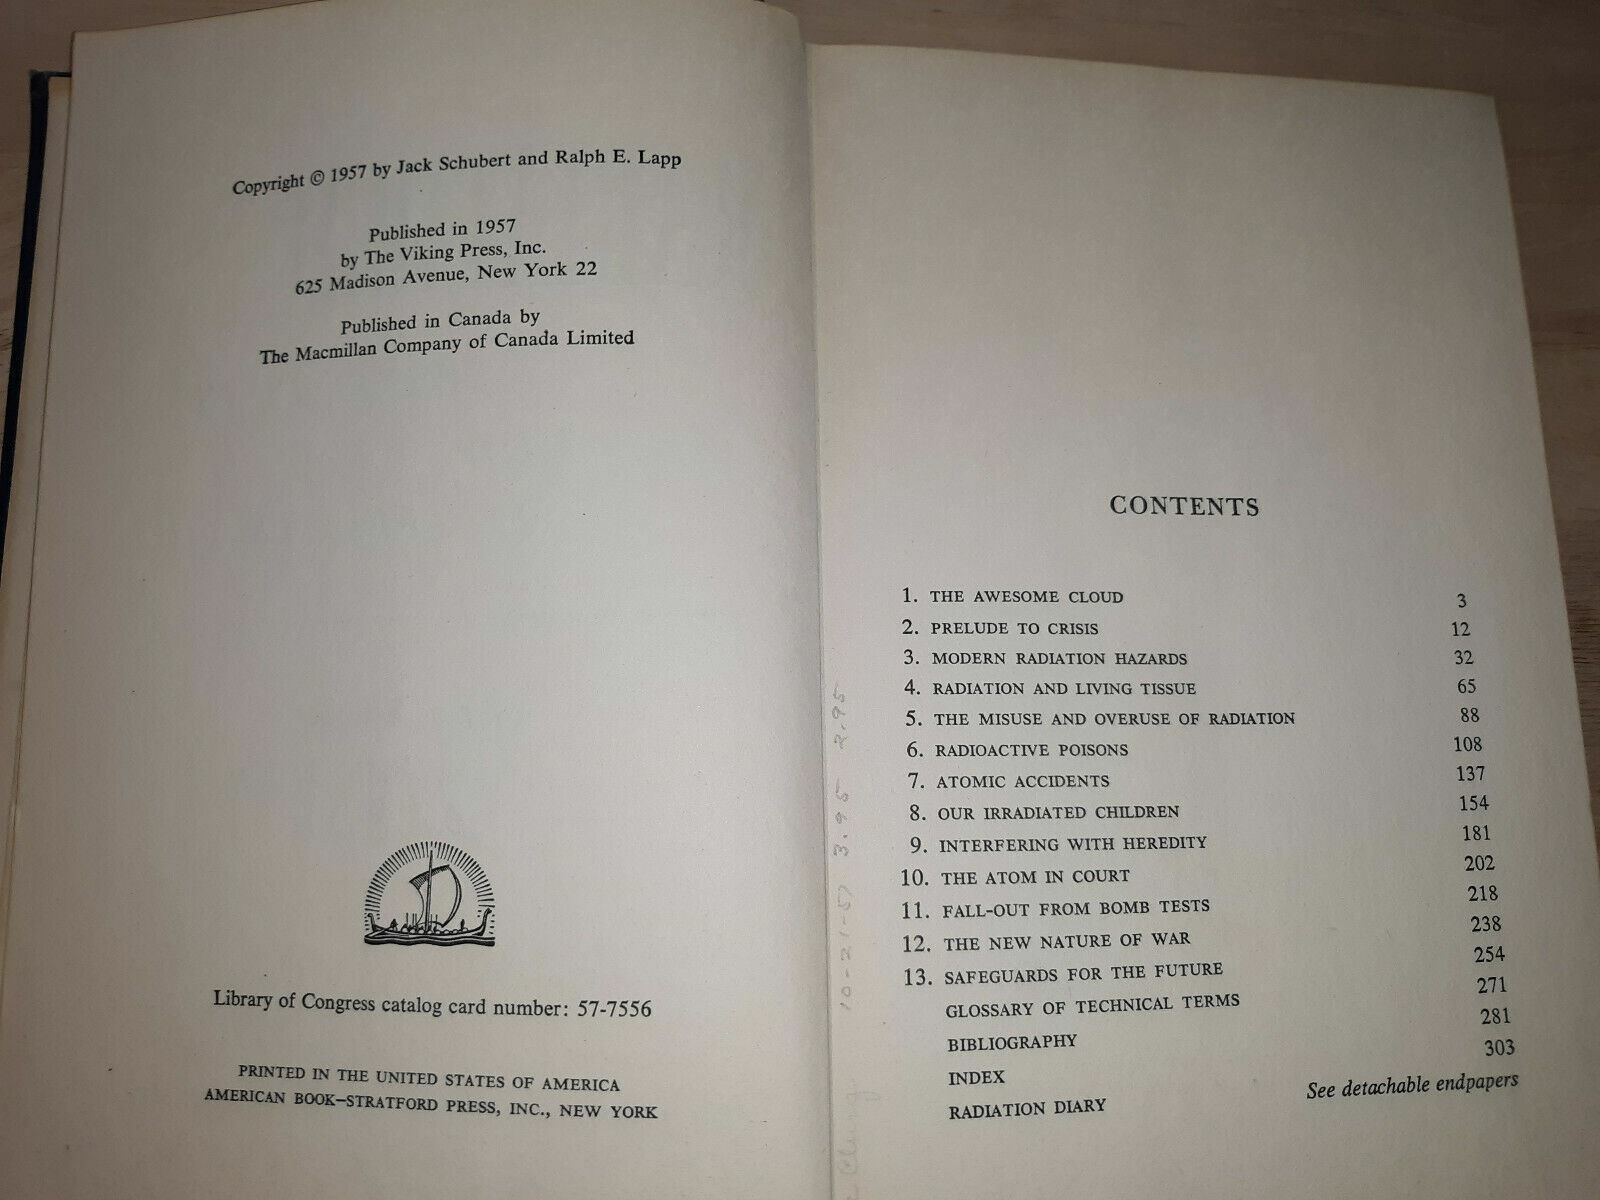 Copyright © 1957 by Jack Schubert and Ralph E. Lapp
Published in 1957
by The Viking Press, Inc.
625 Madison Avenue, New York 22
Published in Canada by
The Macmillan Company of Canada Limited
Library of Congress catalog card number: 57-7556
PRINTED IN THE UNITED STATES OF AMERICA
AMERICAN BOOK–STRATFORD PRESS, INC., NEW YORK
10-21-57 3.95 2.95
CONTENTS
1. THE AWESOME CLOUD 3
2. PRELUDE TO CRISIS 12
3. MODERN RADIATION HAZARDS 32
4. RADIATION AND LIVING TISSUE 65
5. THE MISUSE AND OVERUSE OF RADIATION 88
6. RADIOACTIVE POISONS 108
7. ATOMIC ACCIDENTS 137
8. OUR IRRADIATED CHILDREN 154
9. INTERFERING WITH HEREDITY 181
10. THE ATOM IN COURT 202
11. FALL-OUT FROM BOMB TESTS 218
12. THE NEW NATURE OF WAR 238
13. SAFEGUARDS FOR THE FUTURE 254
GLOSSARY OF TECHNICAL TERMS 271
BIBLIOGRAPHY 281
INDEX 303
RADIATION DIARY See detachable endpapers